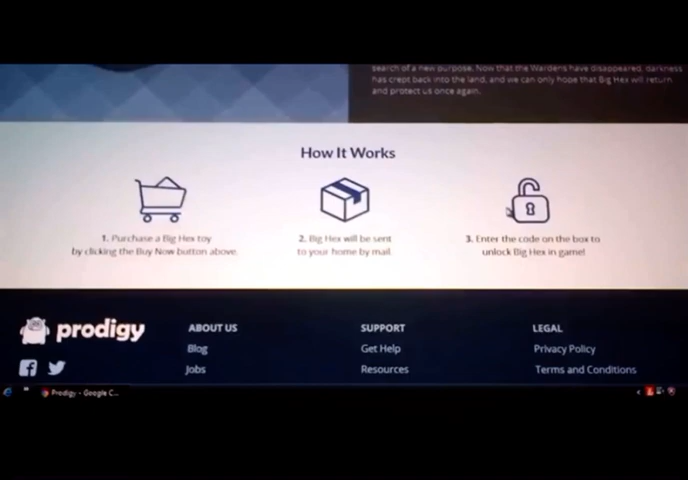 search of a new purpose. Now that the Wardens have disappeared, darkness
has crept back into the land, and we can only hope that Big Hex will return
and protect us once again.
How It Works
1. Purchase a Big Hex toy
by clicking the Buy Now button above.
2. Big Hex will be sent
to your home by mail
3. Enter the code on the box to
unlock Big Hex in game!
prodigy
ABOUT US
Blog
Jobs
SUPPORT
Get Help
Resources
LEGAL
Privacy Policy
Terms and Conditions
Prodigy - Google C...